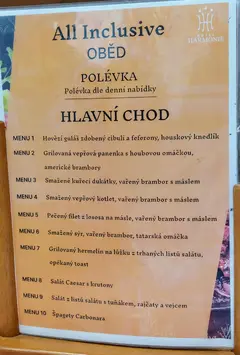 HARMONIE
All Inclusive
OBĚD
POLÉVKA
Polévka dle denní nabídky
HLAVNÍ CHOD
MENU 1 Hovězí guláš zdobený cibulí a feferony, houskový knedlík
MENU 2 Grilovaná vepřová panenka s houbovou omáčkou,
americké brambory
MENU 3 Smažené kuřecí dukátky, vařený brambor s máslem
MENU 4 Smažený vepřový kotlet, vařený brambor s máslem
MENU 5 Pečený filet z lososa na másle, vařený brambor s máslem
MENU 6 Smažený sýr, vařený brambor, tatarská omáčka
MENU 7 Grilovaný hermelín na lůžku z trhaných listů salátu,
opékaný toast
MENU 8 Salát Caesar s krutony
MENU 9 Salát z listů salátu s tuňákem, rajčaty a vejcem
MENU 10 Špagety Carbonara